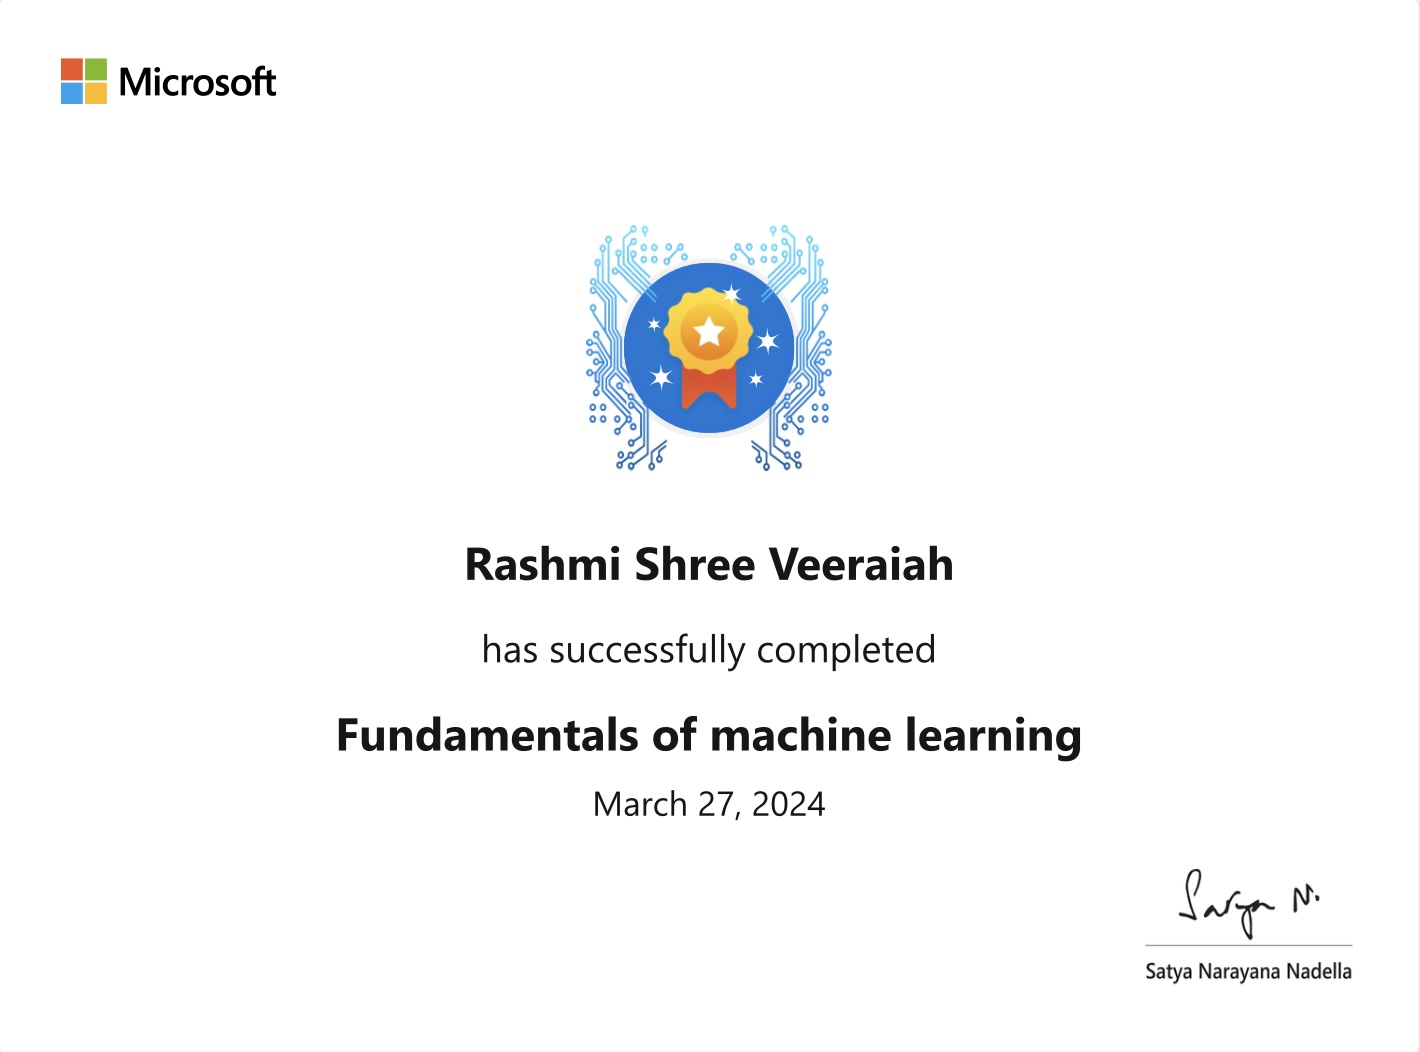 Microsoft
Rashmi Shree Veeraiah
has successfully completed
Fundamentals of machine learning
March 27, 2024
Satya N.
Satya Narayana Nadella